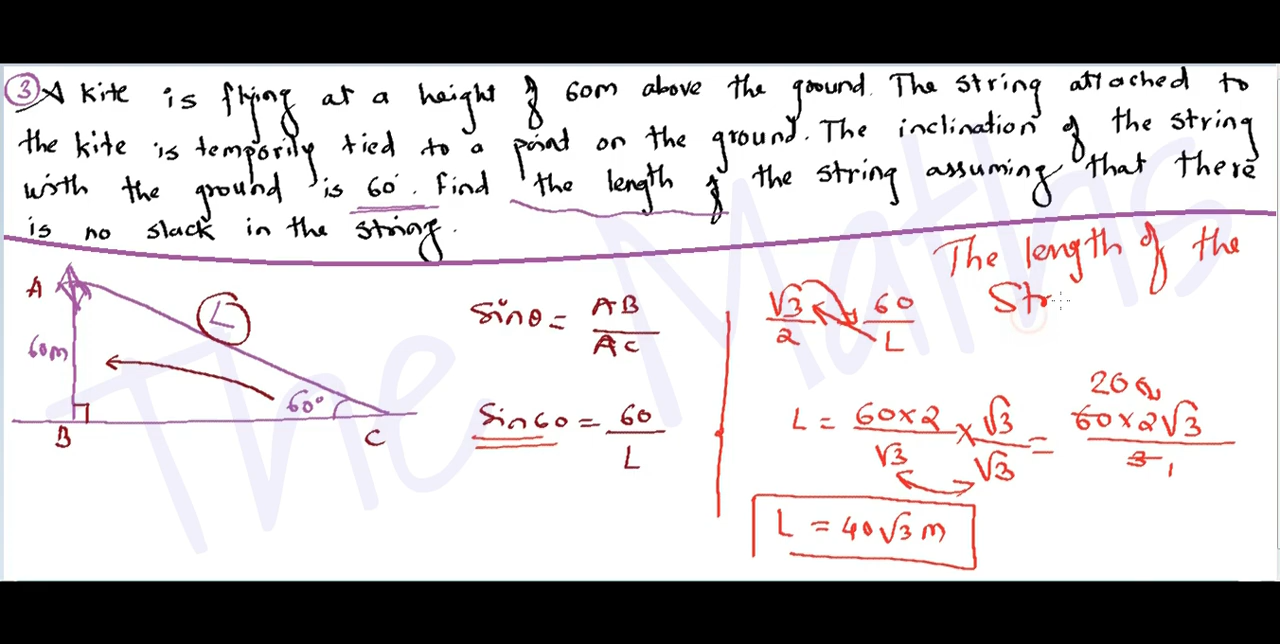 ③ A kite is flying at a height of 60m above the ground. The string attached to
the kite is temporily tied to a point on the ground. The inclination of the string
with the ground is 60°. Find the length of the string assuming that there
is no slack in the string.
The length of the
Str
A
L
60m
60°
B
C
Sinθ = AB / AC
Sin60 = 60 / L
√3 / 2 60 / L
L = 60×2 / √3 × √3 / √3 = 60×2√3 / 3
20
1
L = 40√3 m
The Maths